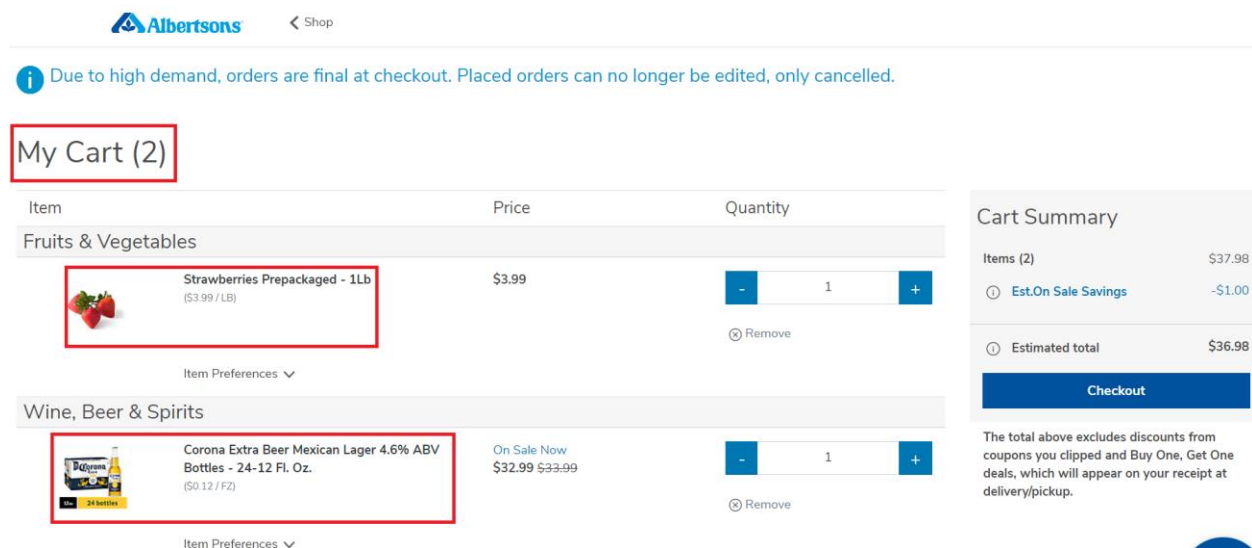 Albertsons
Shop
Due to high demand, orders are final at checkout. Placed orders can no longer be edited, only cancelled.
My Cart (2)
Item Price Quantity
Fruits & Vegetables
Strawberries Prepackaged - 1Lb
($3.99 / LB)
$3.99
- 1 +
Remove
Item Preferences
Wine, Beer & Spirits
Corona Extra Beer Mexican Lager 4.6% ABV
Bottles - 24-12 Fl. Oz.
($0.12 / FZ)
On Sale Now
$32.99 $33.99
- 1 +
Remove
Item Preferences
Corona
24 bottles
Cart Summary
Items (2) $37.98
Est.On Sale Savings -$1.00
Estimated total $36.98
Checkout
The total above excludes discounts from
coupons you clipped and Buy One, Get One
deals, which will appear on your receipt at
delivery/pickup.